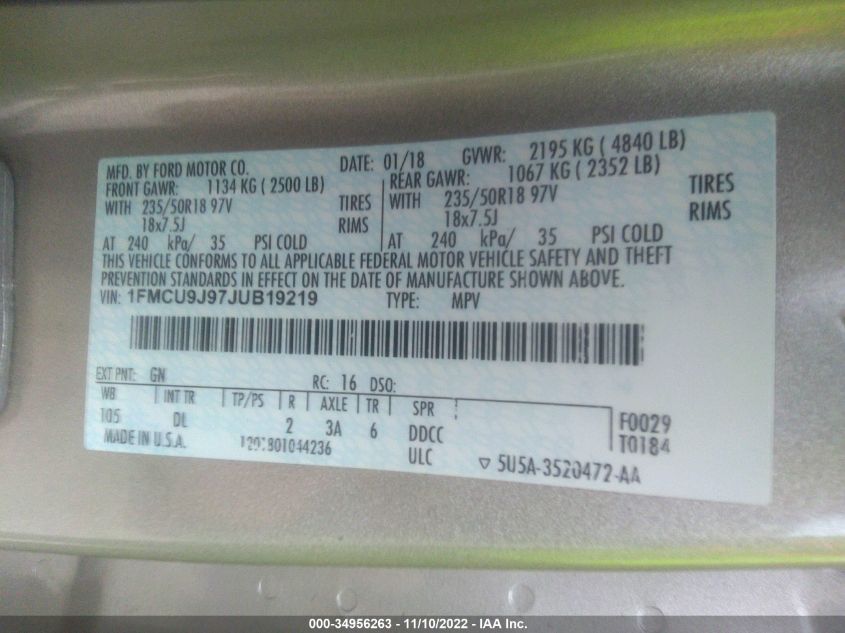 MFD. BY FORD MOTOR CO. DATE: 01/18 GVWR: 2195 KG ( 4840 LB)
FRONT GAWR: 1134 KG ( 2500 LB) REAR GAWR: 1067 KG ( 2352 LB)
WITH 235/50R18 97V TIRES WITH 235/50R18 97V TIRES
18x7.5J RIMS 18x7.5J RIMS
AT 240 kPa/ 35 PSI COLD AT 240 kPa/ 35 PSI COLD
THIS VEHICLE CONFORMS TO ALL APPLICABLE FEDERAL MOTOR VEHICLE SAFETY AND THEFT
PREVENTION STANDARDS IN EFFECT ON THE DATE OF MANUFACTURE SHOWN ABOVE.
VIN: 1FMCU9J97JUB19219 TYPE: MPV
EXT PNT: GN RC: 16 DSO:
WB INT TR TP/PS R AXLE TR SPR
105 DL 2 3A 6 DDCC F0029
MADE IN U.S.A. ULC T0184
▽ 5U5A-3520472-AA
000-34956263 - 11/10/2022 - IAA Inc.